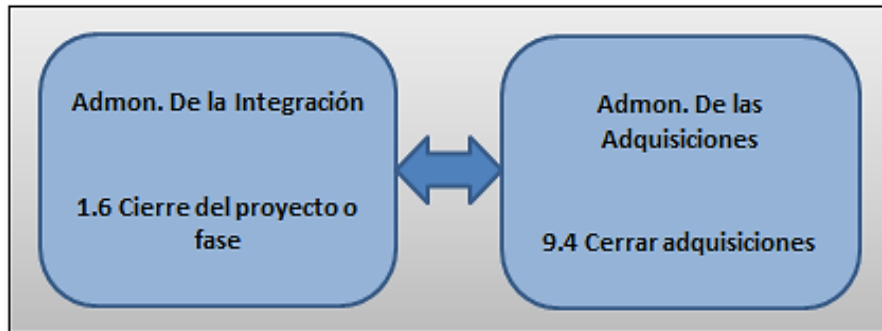 Admon. De la Integración
1.6 Cierre del proyecto o
fase
Admon. De las
Adquisiciones
9.4 Cerrar adquisiciones